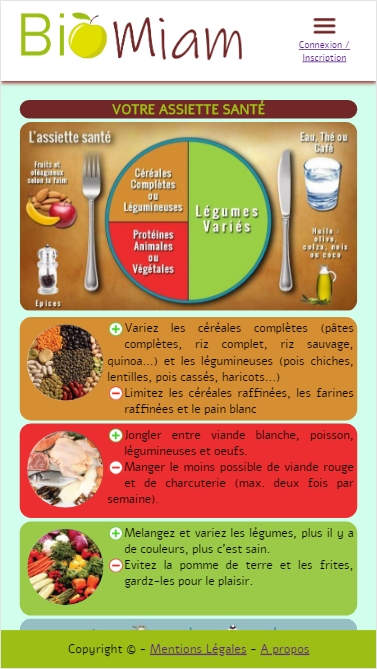 BioMiam
Connexion /
Inscription
VOTRE ASSIETTE SANTÉ
L'assiette santé
Eau, Thé ou
Café
Fruits et
oléagineux
selon la faim
Céréales
Complètes
ou
Légumineuses
Légumes
Variés
Protéines
Animales
ou
Végétales
Huile :
olive,
colza, noix
ou coco
Epices
Variez les céréales complètes (pâtes
complètes, riz complet, riz sauvage,
quinoa...) et les légumineuses (pois chiches,
lentilles, pois cassés, haricots...)
Limitez les céréales raffinées, les farines
raffinées et le pain blanc
Jongler entre viande blanche, poisson,
légumineuses et oeufs.
Manger le moins possible de viande rouge
et de charcuterie (max. deux fois par
semaine).
Melangez et variez les légumes, plus il y a
de couleurs, plus c'est sain.
Evitez la pomme de terre et les frites,
gardz-les pour le plaisir.
Copyright © - Mentions Légales - A propos